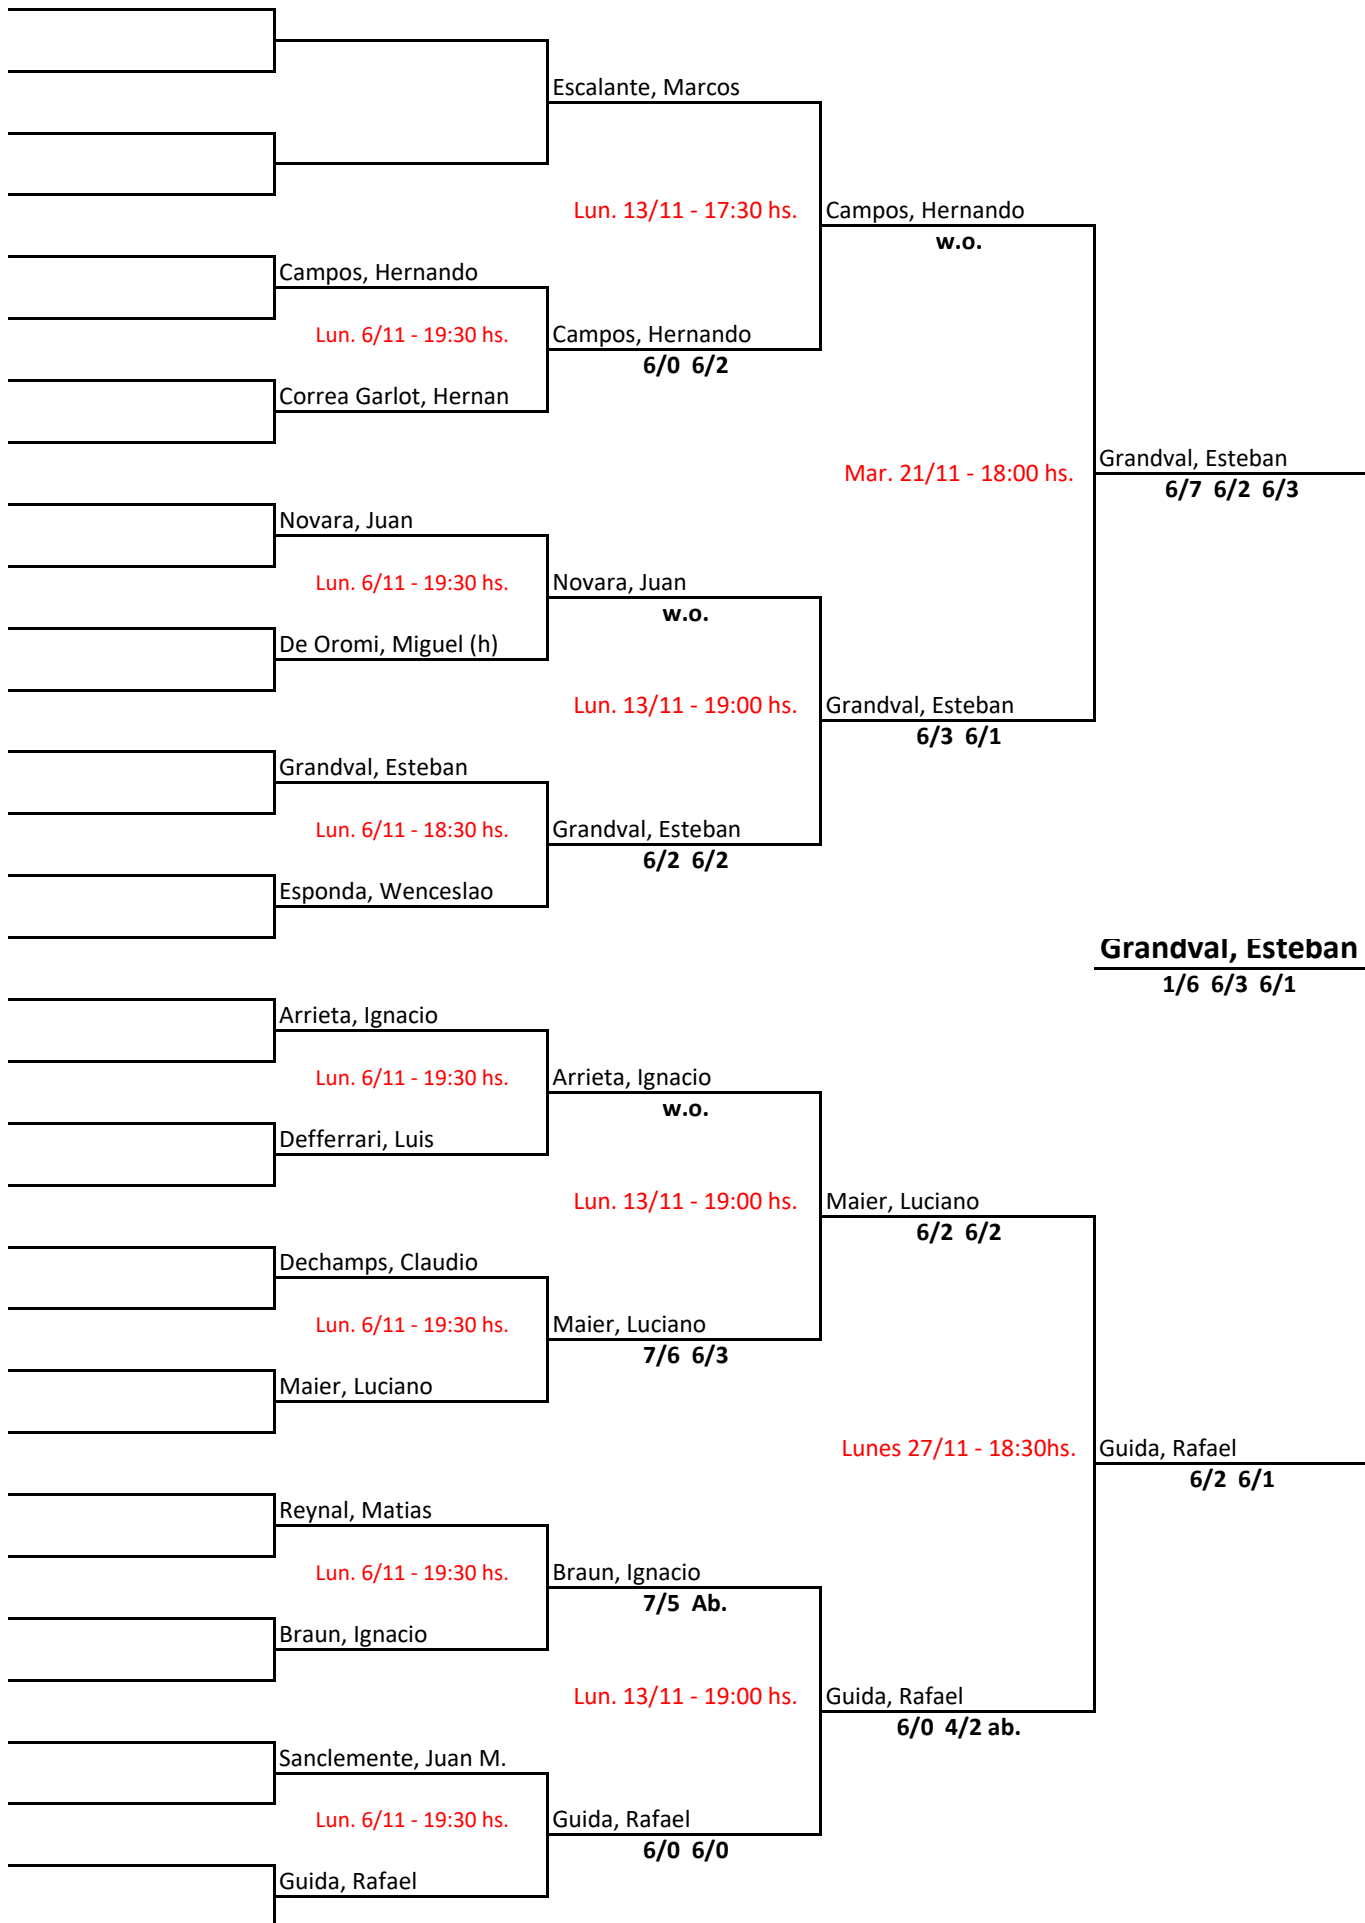 Escalante, Marcos
Lun. 13/11 - 17:30 hs.
Campos, Hernando
w.o.
Campos, Hernando
Lun. 6/11 - 19:30 hs.
Campos, Hernando
6/0 6/2
Correa Garlot, Hernan
Mar. 21/11 - 18:00 hs.
Grandval, Esteban
6/7 6/2 6/3
Novara, Juan
Lun. 6/11 - 19:30 hs.
Novara, Juan
w.o.
De Oromi, Miguel (h)
Lun. 13/11 - 19:00 hs.
Grandval, Esteban
6/3 6/1
Grandval, Esteban
Lun. 6/11 - 18:30 hs.
Grandval, Esteban
6/2 6/2
Esponda, Wenceslao
Grandval, Esteban
1/6 6/3 6/1
Arrieta, Ignacio
Lun. 6/11 - 19:30 hs.
Arrieta, Ignacio
w.o.
Defferrari, Luis
Lun. 13/11 - 19:00 hs.
Maier, Luciano
6/2 6/2
Dechamps, Claudio
Lun. 6/11 - 19:30 hs.
Maier, Luciano
7/6 6/3
Maier, Luciano
Lunes 27/11 - 18:30hs.
Guida, Rafael
6/2 6/1
Reynal, Matias
Lun. 6/11 - 19:30 hs.
Braun, Ignacio
7/5 Ab.
Braun, Ignacio
Lun. 13/11 - 19:00 hs.
Guida, Rafael
6/0 4/2 ab.
Sanclemente, Juan M.
Lun. 6/11 - 19:30 hs.
Guida, Rafael
6/0 6/0
Guida, Rafael